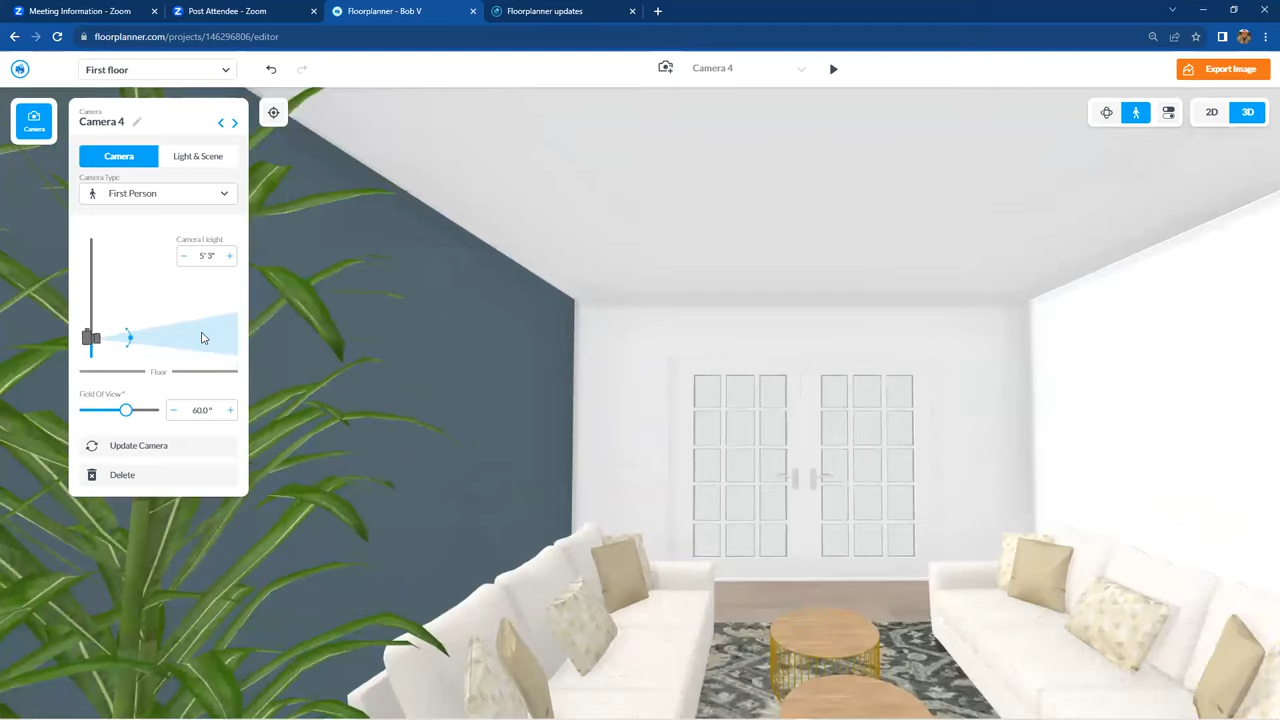 Meeting Information - Zoom
Post Attendee - Zoom
Floorplanner - Bob V
Floorplanner updates
floorplanner.com/projects/146296806/editor
First floor
Camera 4
Export Image
Camera
Camera
Camera 4
2D
3D
Camera
Light & Scene
Camera Type
First Person
Camera Height
5' 3"
Floor
Field Of View °
60.0 °
Update Camera
Delete